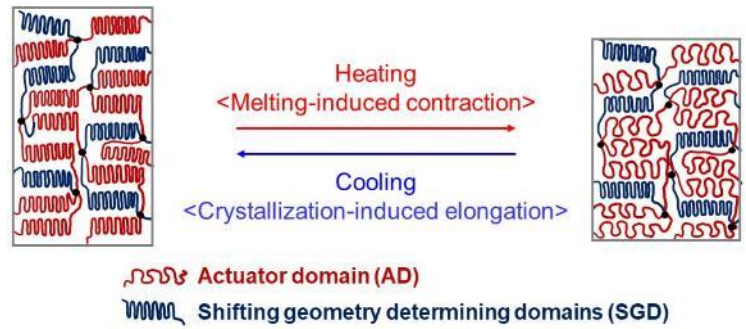 Heating
<Melting-induced contraction>
Cooling
<Crystallization-induced elongation>
Actuator domain (AD)
Shifting geometry determining domains (SGD)